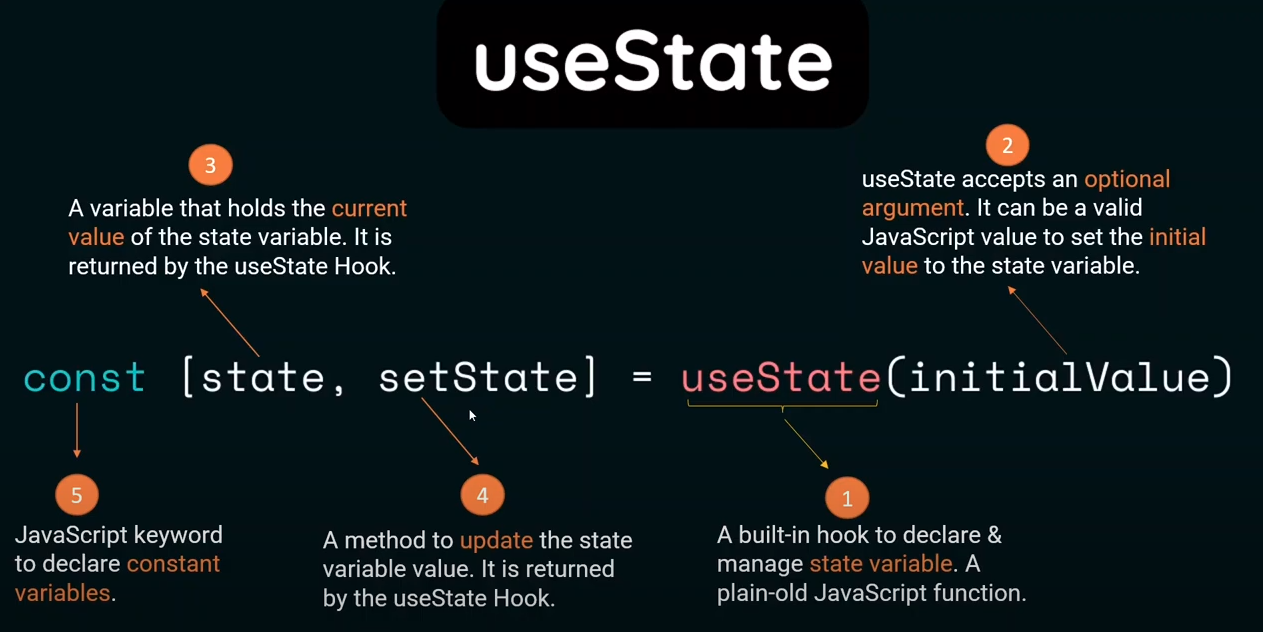 useState
3
A variable that holds the current
value of the state variable. It is
returned by the useState Hook.
2
useState accepts an optional
argument. It can be a valid
JavaScript value to set the initial
value to the state variable.
const [state, setState] = useState(initialValue)
5
JavaScript keyword
to declare constant
variables.
4
A method to update the state
variable value. It is returned
by the useState Hook.
1
A built-in hook to declare &
manage state variable. A
plain-old JavaScript function.